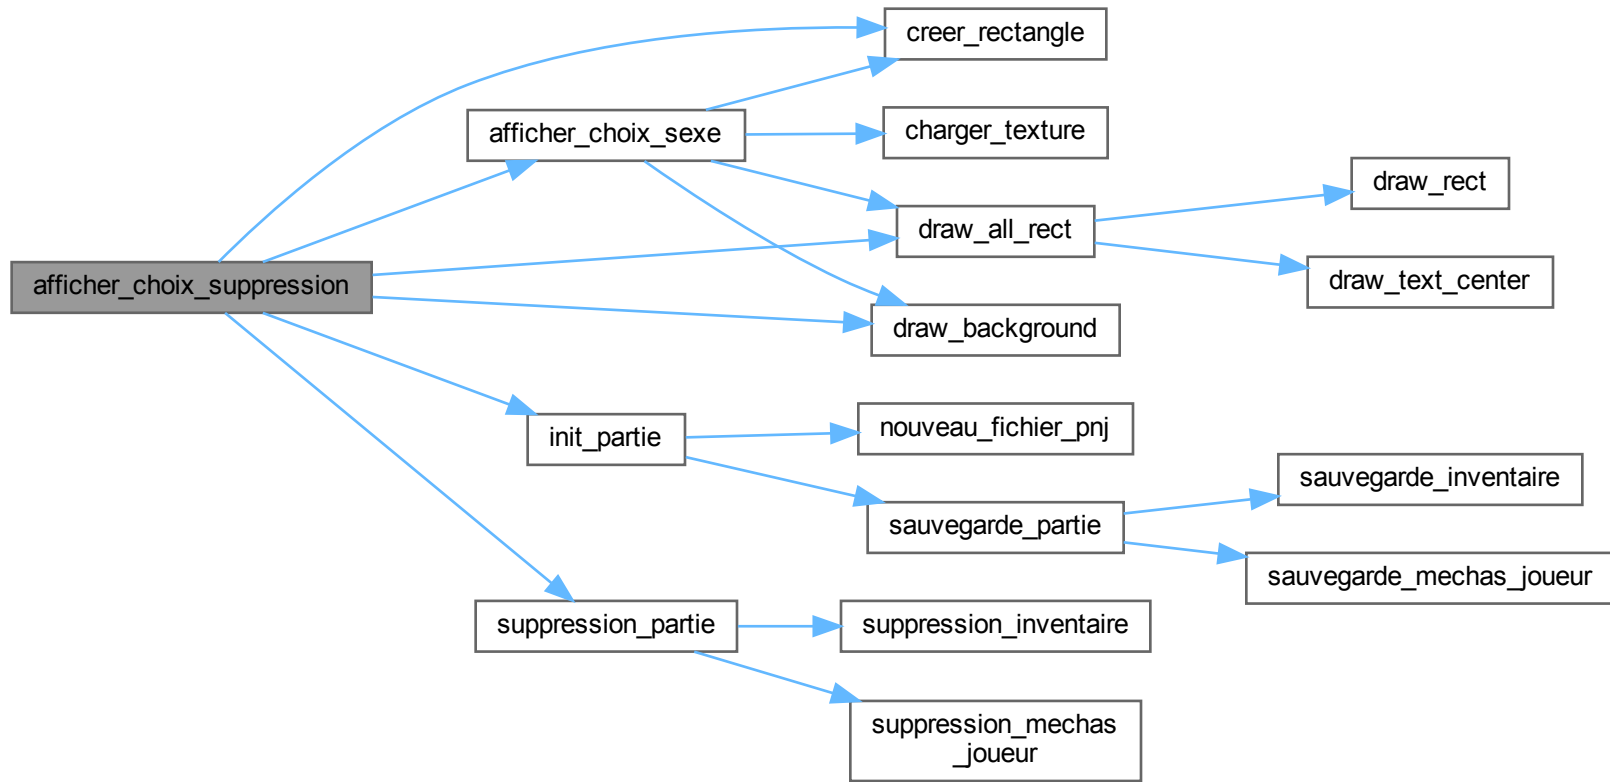 creer_rectangle
afficher_choix_sexe
charger_texture
draw_rect
draw_all_rect
afficher_choix_suppression
draw_text_center
draw_background
init_partie
nouveau_fichier_pnj
sauvegarde_inventaire
sauvegarde_partie
sauvegarde_mechas_joueur
suppression_partie
suppression_inventaire
suppression_mechas
_joueur